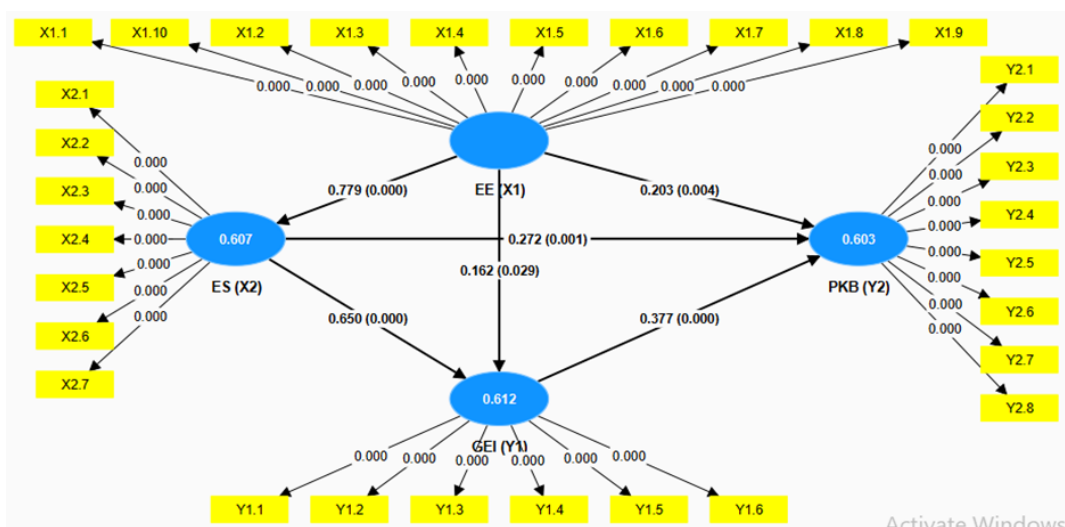 X1.1 X1.10 X1.2 X1.3 X1.4 X1.5 X1.6 X1.7 X1.8 X1.9
0.000 0.000 0.000 0.000 0.000 0.000 0.000 0.000 0.000 0.000
X2.1
X2.2
X2.3
X2.4
X2.5
X2.6
X2.7
0.000
0.000
0.000
0.000
0.000
0.000
0.000
EE (X1)
0.779 (0.000)
0.203 (0.004)
0.607
ES (X2)
0.272 (0.001)
0.162 (0.029)
0.603
PKB (Y2)
0.650 (0.000)
0.377 (0.000)
Y2.1
Y2.2
Y2.3
Y2.4
Y2.5
Y2.6
Y2.7
Y2.8
0.000
0.000
0.000
0.000
0.000
0.000
0.000
0.000
0.612
GEI (Y1)
0.000 0.000 0.000 0.000 0.000 0.000
Y1.1 Y1.2 Y1.3 Y1.4 Y1.5 Y1.6
Activate Windows